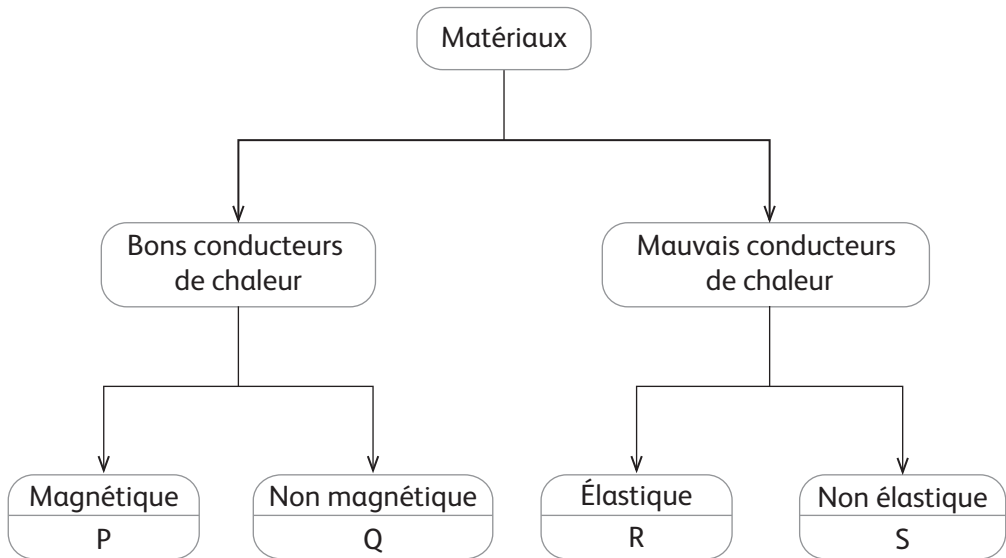 Matériaux
Bons conducteurs
de chaleur
Mauvais conducteurs
de chaleur
Magnétique
P
Non magnétique
Q
Élastique
R
Non élastique
S